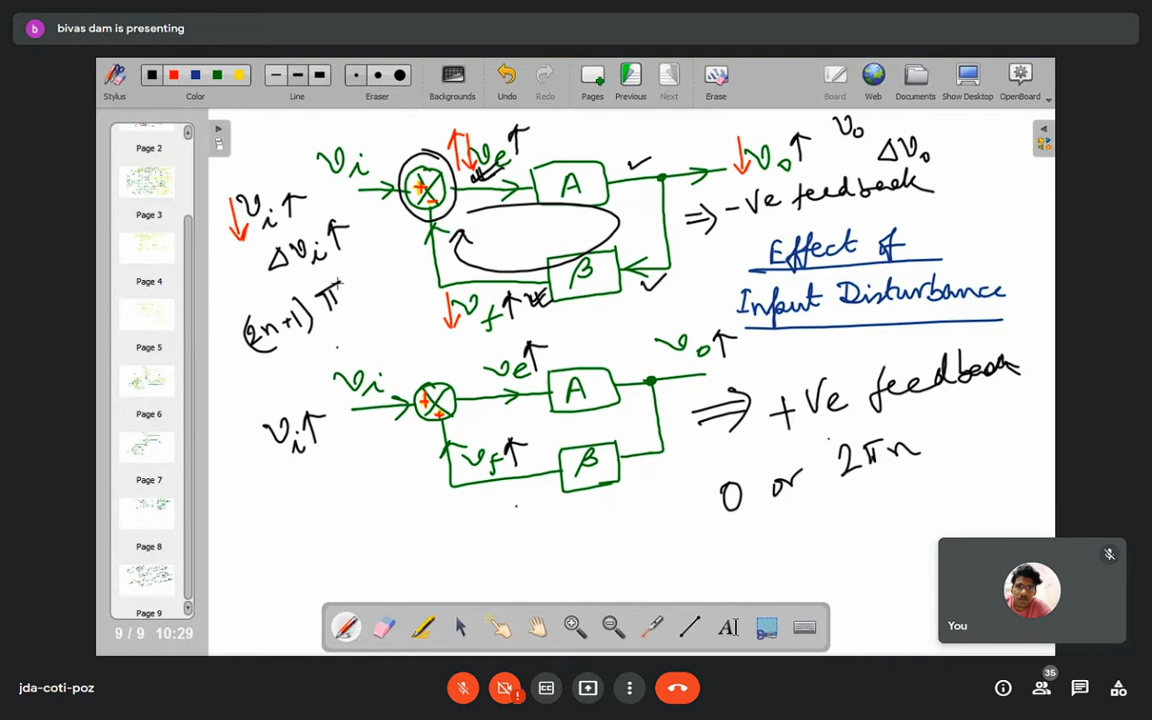 b bivas dam is presenting
Stylus Color Line Eraser Backgrounds Undo Redo Pages Previous Next Erase Board Web Documents Show Desktop OpenBoard
Page 2
Page 3
Page 4
Page 5
Page 6
Page 7
Page 8
Page 9
9 / 9 10:29
vi + - ve↑ A vo↑ vo Δvo
vi↑ ⇒ -ve feedback
Δvi↑ β Effect of
(2n+1) π vf↑ Input Disturbance
vi + + ve↑ A vo↑
vi↑ vf↑ β ⇒ +ve feedback
0 or 2πn
You
AI
jda-coti-poz
35